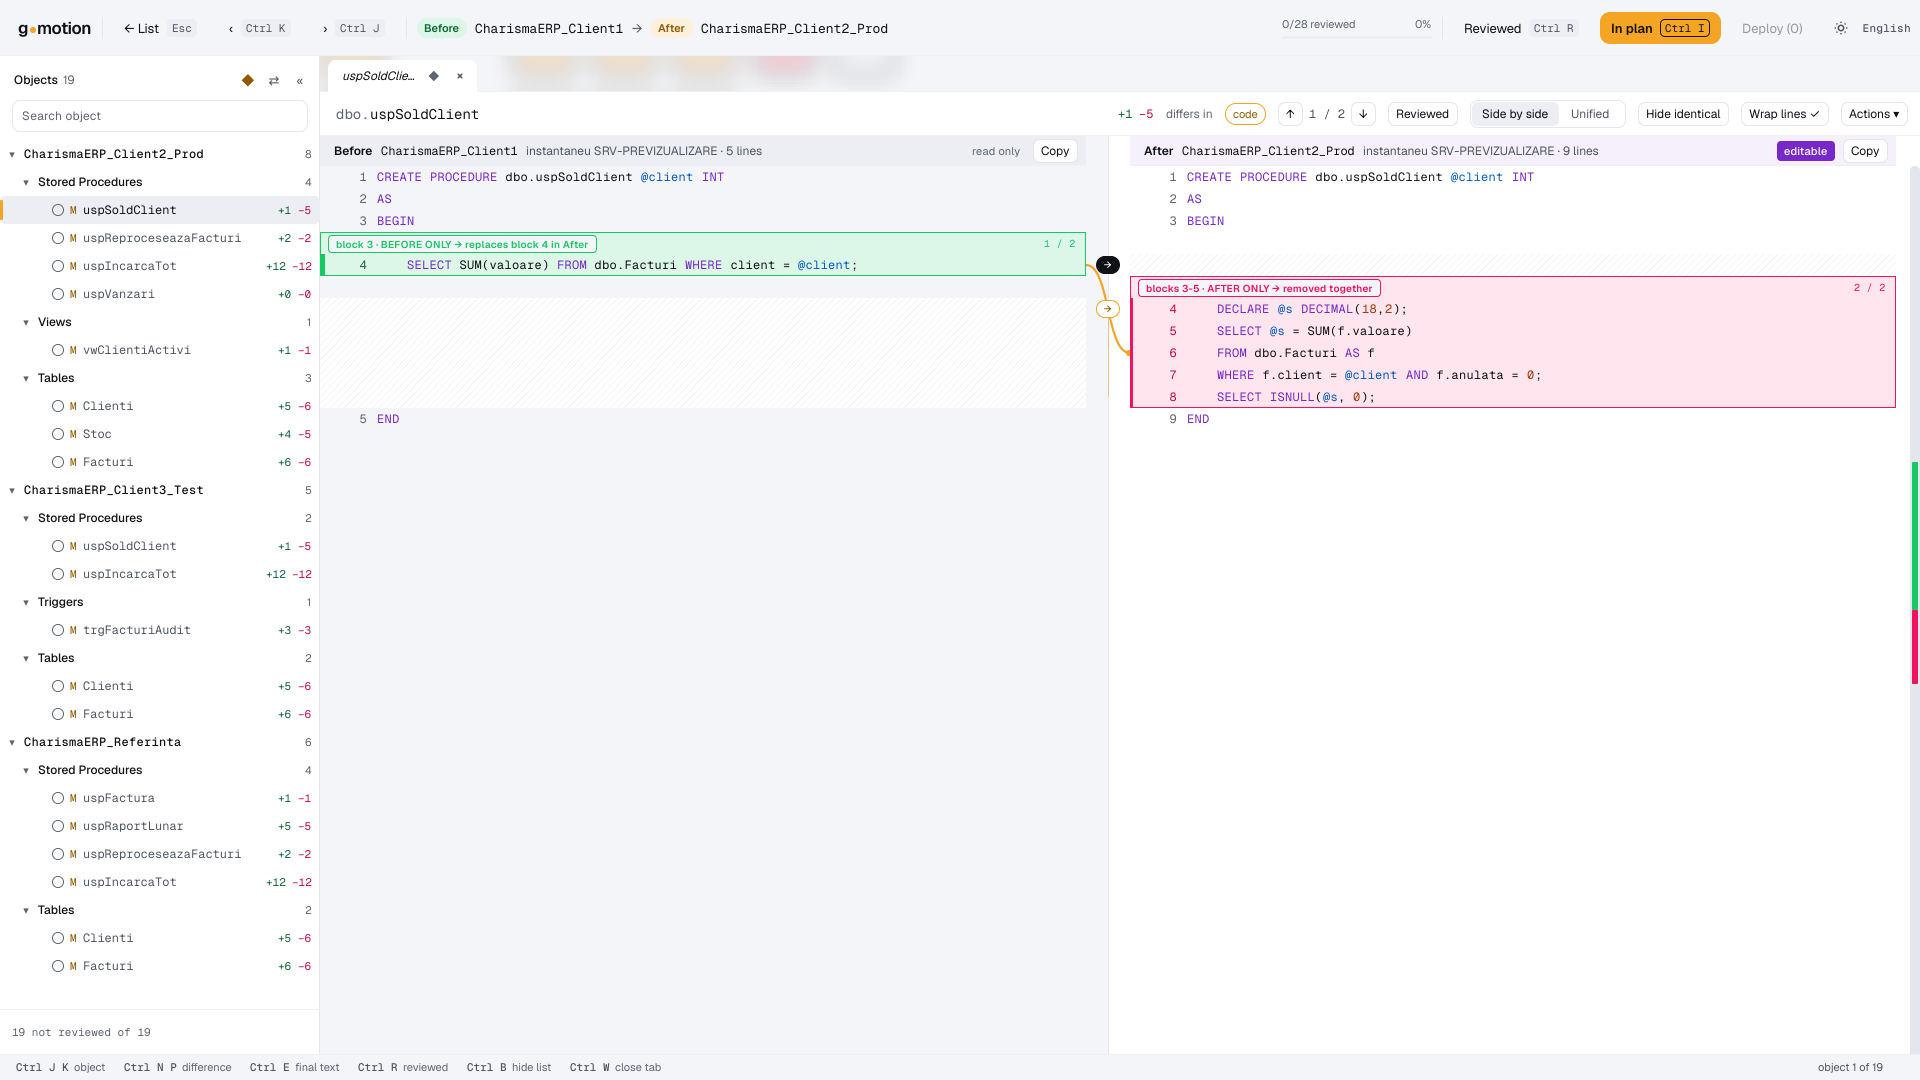 g•motion
← List Esc
‹ Ctrl K
› Ctrl J
Before CharismaERP_Client1 → After CharismaERP_Client2_Prod
0/28 reviewed 0%
Reviewed Ctrl R
In plan Ctrl I
Deploy (0)
English
Objects 19
Search object
▾ CharismaERP_Client2_Prod 8
▾ Stored Procedures 4
M uspSoldClient +1 −5
M uspReproceseazaFacturi +2 −2
M uspIncarcaTot +12 −12
M uspVanzari +0 −0
▾ Views 1
M vwClientiActivi +1 −1
▾ Tables 3
M Clienti +5 −6
M Stoc +4 −5
M Facturi +6 −6
▾ CharismaERP_Client3_Test 5
▾ Stored Procedures 2
M uspSoldClient +1 −5
M uspIncarcaTot +12 −12
▾ Triggers 1
M trgFacturiAudit +3 −3
▾ Tables 2
M Clienti +5 −6
M Facturi +6 −6
▾ CharismaERP_Referinta 6
▾ Stored Procedures 4
M uspFactura +1 −1
M uspRaportLunar +5 −5
M uspReproceseazaFacturi +2 −2
M uspIncarcaTot +12 −12
▾ Tables 2
M Clienti +5 −6
M Facturi +6 −6
19 not reviewed of 19
uspSoldClie… ◆ ×
dbo.uspSoldClient
+1 −5 differs in code ↑ 1 / 2 ↓ Reviewed Side by side Unified Hide identical Wrap lines ✓ Actions ▾
Before CharismaERP_Client1 instantaneu SRV-PREVIZUALIZARE · 5 lines read only Copy
1 CREATE PROCEDURE dbo.uspSoldClient @client INT
2 AS
3 BEGIN
block 3 · BEFORE ONLY → replaces block 4 in After 1 / 2
4 SELECT SUM(valoare) FROM dbo.Facturi WHERE client = @client;
5 END
→
→
After CharismaERP_Client2_Prod instantaneu SRV-PREVIZUALIZARE · 9 lines editable Copy
1 CREATE PROCEDURE dbo.uspSoldClient @client INT
2 AS
3 BEGIN
blocks 3-5 · AFTER ONLY → removed together 2 / 2
4 DECLARE @s DECIMAL(18,2);
5 SELECT @s = SUM(f.valoare)
6 FROM dbo.Facturi AS f
7 WHERE f.client = @client AND f.anulata = 0;
8 SELECT ISNULL(@s, 0);
9 END
Ctrl J K object Ctrl N P difference Ctrl E final text Ctrl R reviewed Ctrl B hide list Ctrl W close tab
object 1 of 19